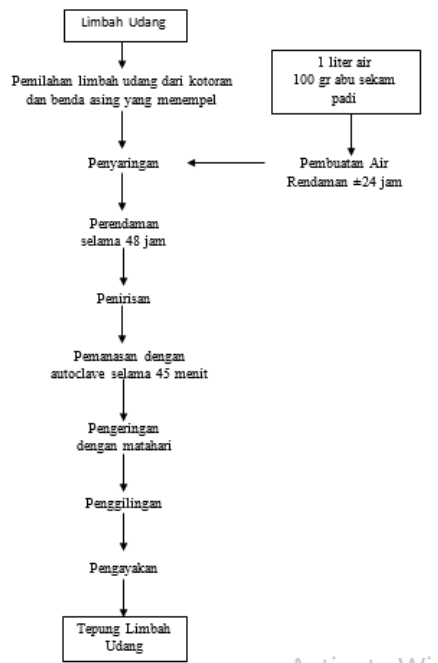 Limbah Udang
1 liter air
100 gr abu sekam
padi
Pemilahan limbah udang dari kotoran
dan benda asing yang menempel
Penyaringan
Pembuatan Air
Rendaman ±24 jam
Perendaman
selama 48 jam
Penirisan
Pemanasan dengan
autoclave selama 45 menit
Pengeringan
dengan matahari
Penggilingan
Pengayakan
Tepung Limbah
Udang